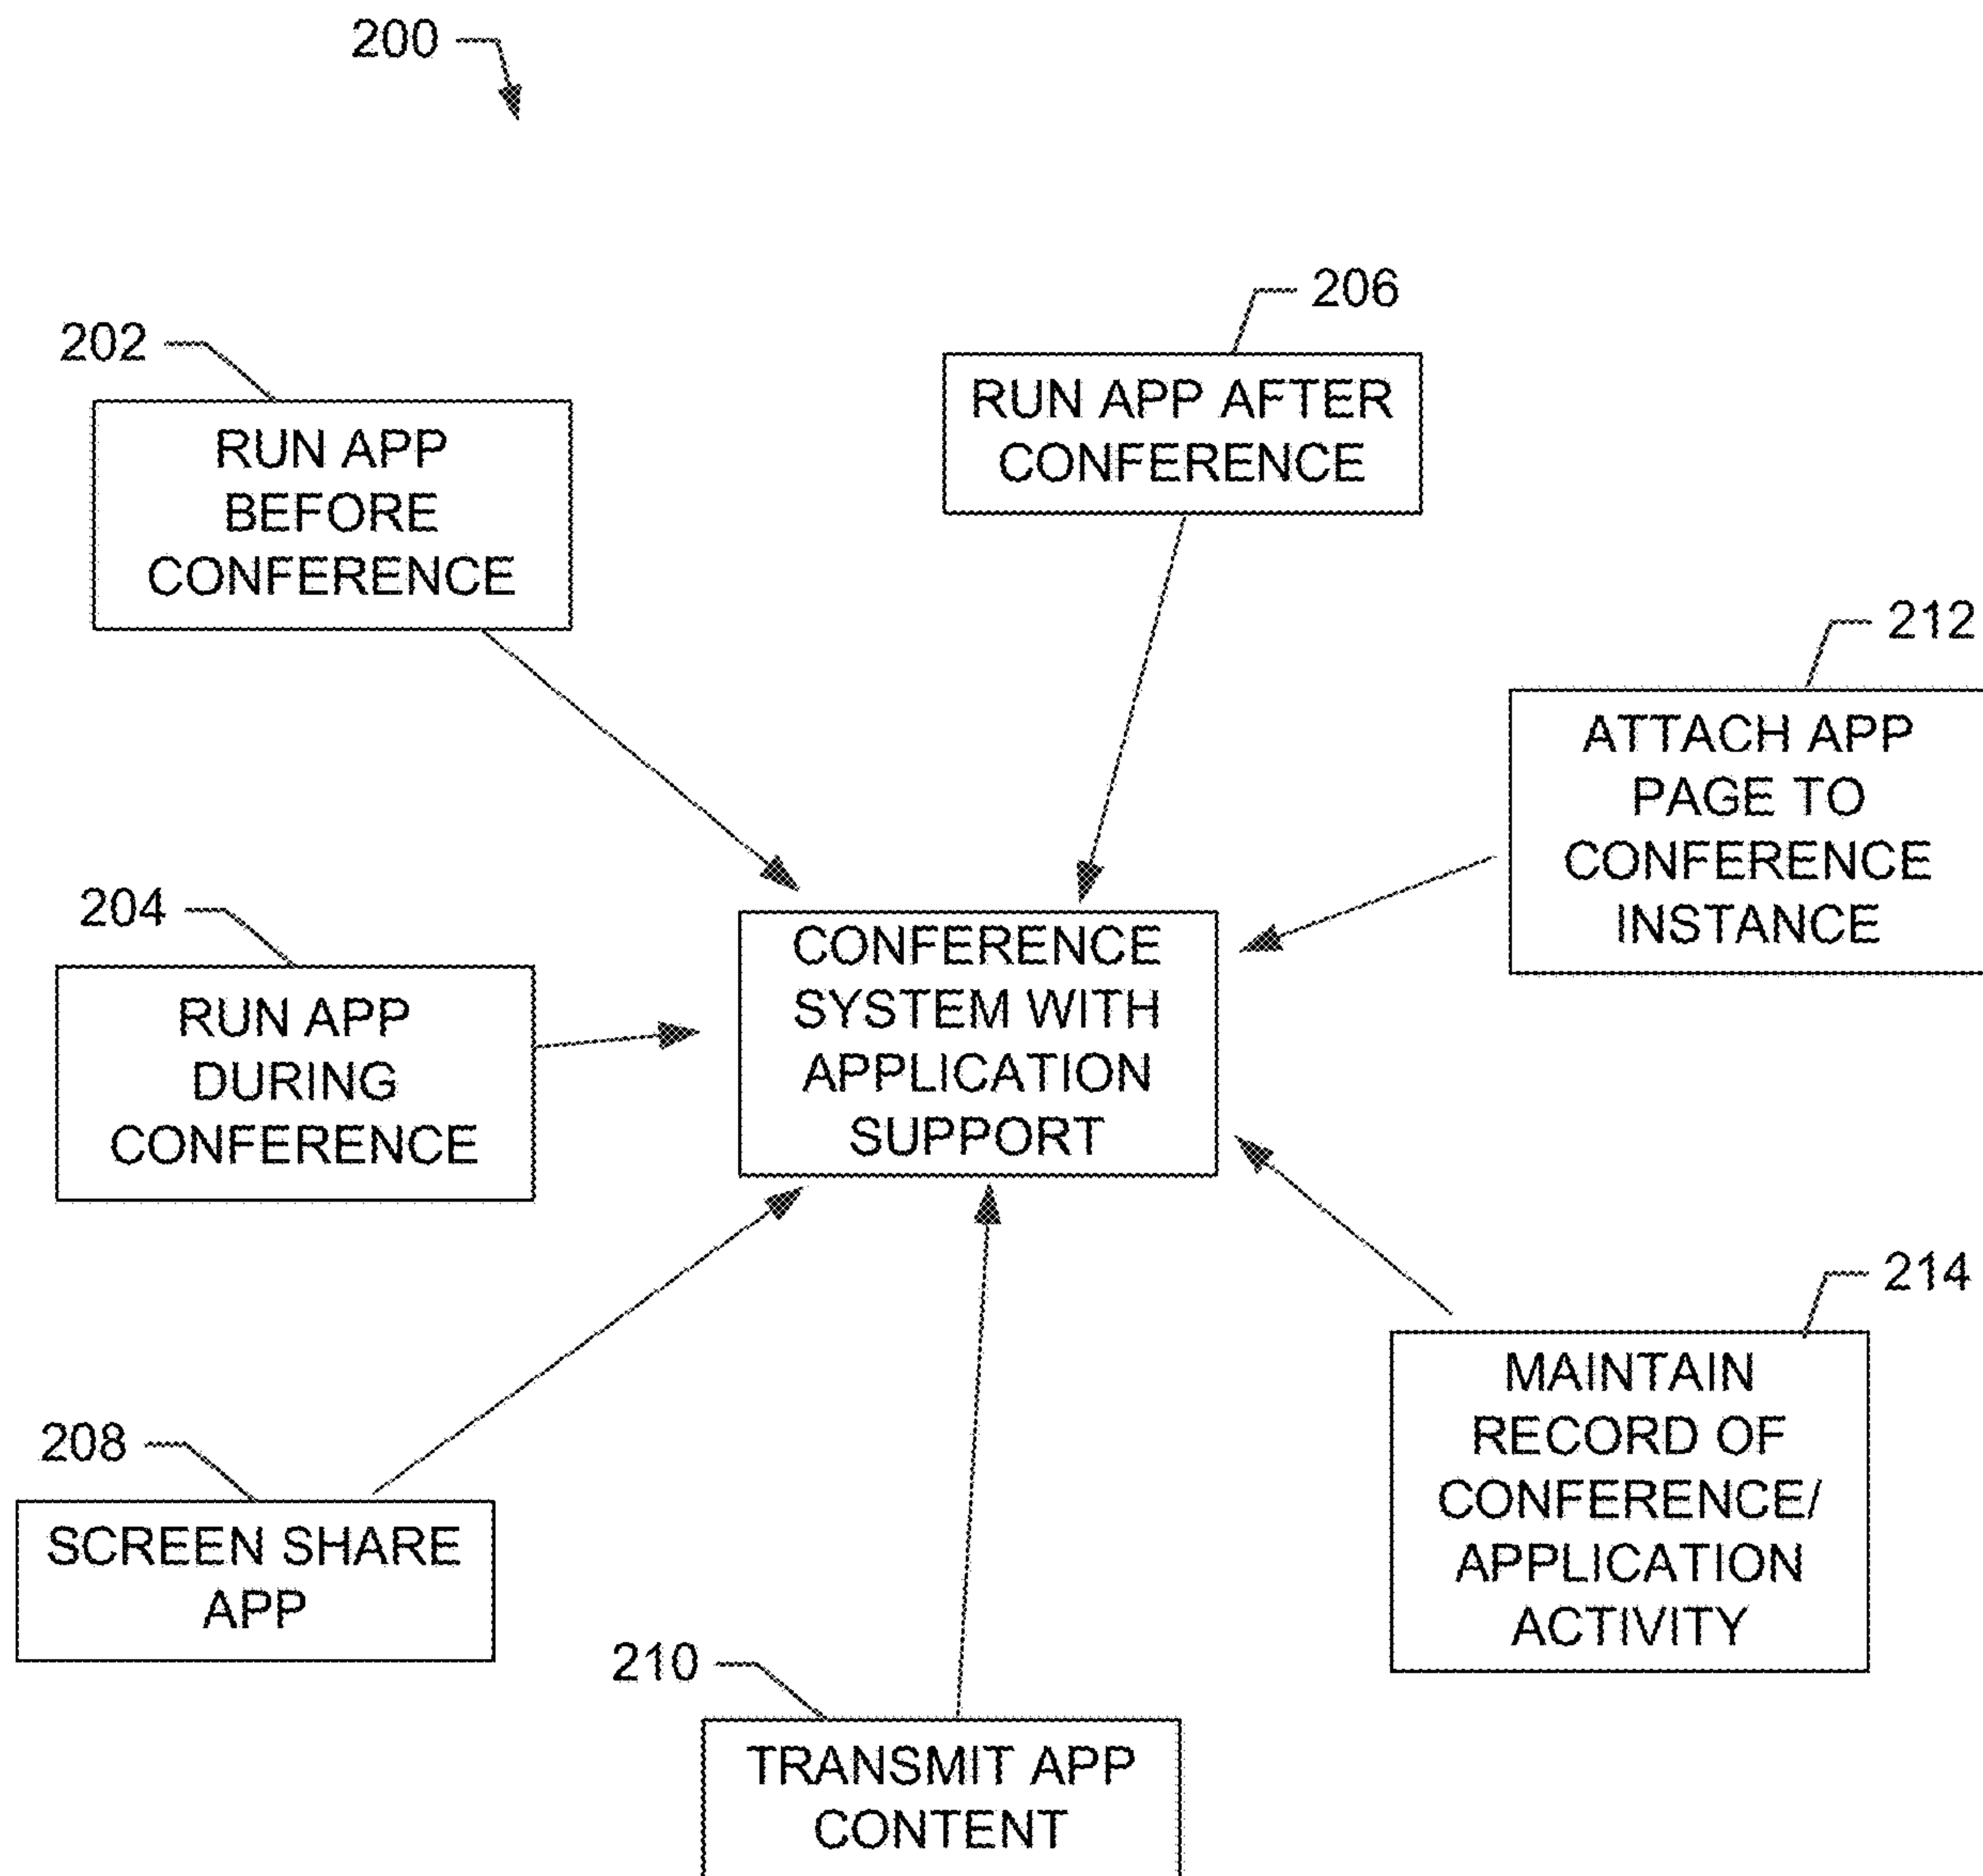 200
206
202
RUN APP AFTER
CONFERENCE
RUN APP
BEFORE
CONFERENCE
212
ATTACH APP
PAGE TO
CONFERENCE
INSTANCE
204
CONFERENCE
SYSTEM WITH
APPLICATION
SUPPORT
RUN APP
DURING
CONFERENCE
214
MAINTAIN
RECORD OF
CONFERENCE/
APPLICATION
ACTIVITY
208
SCREEN SHARE
APP
210
TRANSMIT APP
CONTENT